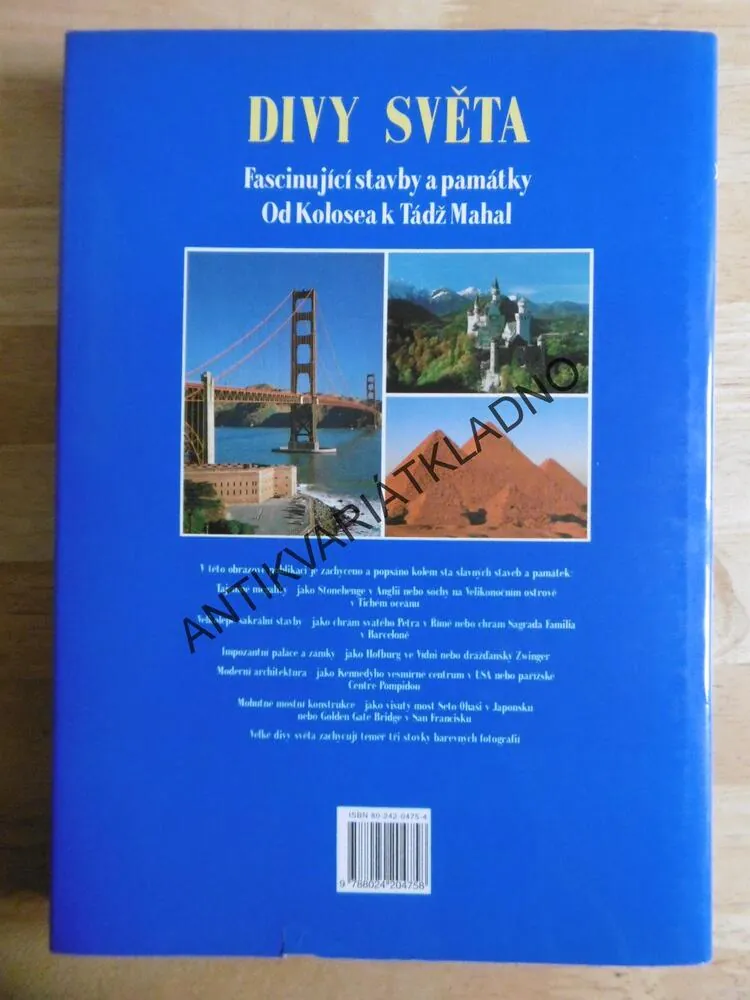 DIVY SVĚTA
Fascinující stavby a památky
Od Kolosea k Tádž Mahal
V této obrazové publikaci je zachyceno a popsáno kolem sta slavných staveb a památek:
Tajemné megality jako Stonehenge v Anglii nebo sochy na Velikonočním ostrově
v Tichém oceánu
Velkolepé sakrální stavby jako chrám svatého Petra v Římě nebo chrám Sagrada Familia
v Barceloně
Impozantní paláce a zámky jako Hofburg ve Vídni nebo drážďanský Zwinger
Moderní architektura jako Kennedyho vesmírné centrum v USA nebo pařížské
Centre Pompidou
Mohutné mostní konstrukce jako visutý most Seto Ohaši v Japonsku
nebo Golden Gate Bridge v San Francisku
Velké divy světa zachycují téměř tři stovky barevných fotografií
ANTIKVARIÁTKLADNO
ISBN 80-242-0475-4
9 788024 204758